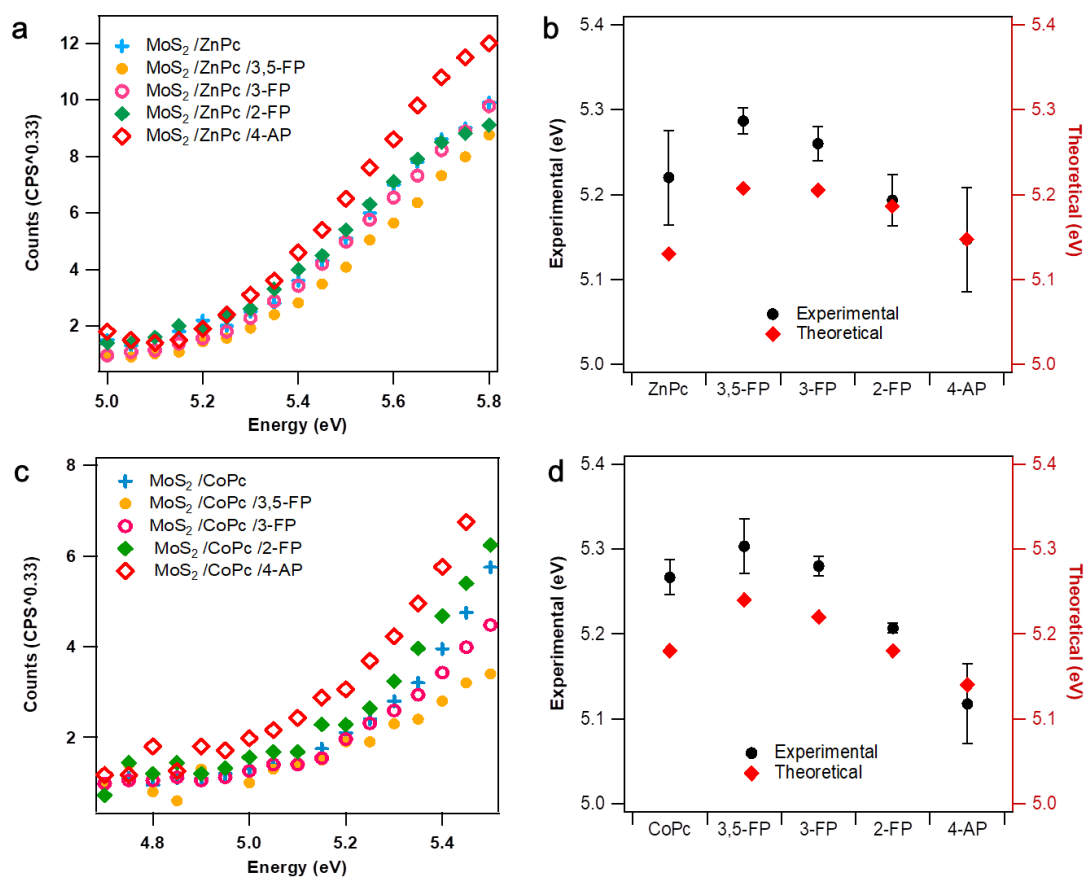 a
Counts (CPS^0.33)
12
10
8
6
4
2
MoS2 /ZnPc
MoS2 /ZnPc /3,5-FP
MoS2 /ZnPc /3-FP
MoS2 /ZnPc /2-FP
MoS2 /ZnPc /4-AP
5.0 5.2 5.4 5.6 5.8
Energy (eV)
b
Experimental (eV)
5.4
5.3
5.2
5.1
5.0
Experimental
Theoretical
ZnPc 3,5-FP 3-FP 2-FP 4-AP
5.4
5.3
5.2
5.1
5.0
Theoretical (eV)
c
Counts (CPS^0.33)
8
6
4
2
MoS2 /CoPc
MoS2 /CoPc /3,5-FP
MoS2 /CoPc /3-FP
MoS2 /CoPc /2-FP
MoS2 /CoPc /4-AP
4.8 5.0 5.2 5.4
Energy (eV)
d
Experimental (eV)
5.4
5.3
5.2
5.1
5.0
Experimental
Theoretical
CoPc 3,5-FP 3-FP 2-FP 4-AP
5.4
5.3
5.2
5.1
5.0
Theoretical (eV)